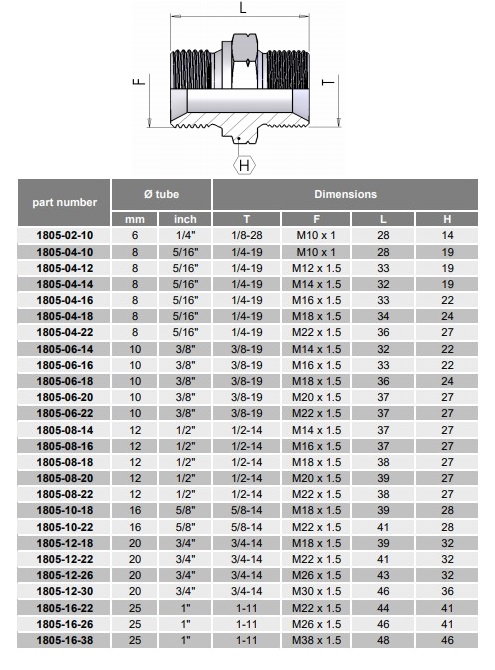 L
F
T
H
part number Ø tube Dimensions
mm inch T F L H
1805-02-10 6 1/4" 1/8-28 M10 x 1 28 14
1805-04-10 8 5/16" 1/4-19 M10 x 1 28 19
1805-04-12 8 5/16" 1/4-19 M12 x 1.5 33 19
1805-04-14 8 5/16" 1/4-19 M14 x 1.5 32 19
1805-04-16 8 5/16" 1/4-19 M16 x 1.5 33 22
1805-04-18 8 5/16" 1/4-19 M18 x 1.5 34 24
1805-04-22 8 5/16" 1/4-19 M22 x 1.5 36 27
1805-06-14 10 3/8" 3/8-19 M14 x 1.5 32 22
1805-06-16 10 3/8" 3/8-19 M16 x 1.5 33 22
1805-06-18 10 3/8" 3/8-19 M18 x 1.5 36 24
1805-06-20 10 3/8" 3/8-19 M20 x 1.5 37 27
1805-06-22 10 3/8" 3/8-19 M22 x 1.5 37 27
1805-08-14 12 1/2" 1/2-14 M14 x 1.5 37 27
1805-08-16 12 1/2" 1/2-14 M16 x 1.5 37 27
1805-08-18 12 1/2" 1/2-14 M18 x 1.5 38 27
1805-08-20 12 1/2" 1/2-14 M20 x 1.5 39 27
1805-08-22 12 1/2" 1/2-14 M22 x 1.5 38 27
1805-10-18 16 5/8" 5/8-14 M18 x 1.5 39 28
1805-10-22 16 5/8" 5/8-14 M22 x 1.5 41 28
1805-12-18 20 3/4" 3/4-14 M18 x 1.5 39 32
1805-12-22 20 3/4" 3/4-14 M22 x 1.5 41 32
1805-12-26 20 3/4" 3/4-14 M26 x 1.5 43 32
1805-12-30 20 3/4" 3/4-14 M30 x 1.5 46 36
1805-16-22 25 1" 1-11 M22 x 1.5 44 41
1805-16-26 25 1" 1-11 M26 x 1.5 46 41
1805-16-38 25 1" 1-11 M38 x 1.5 48 46